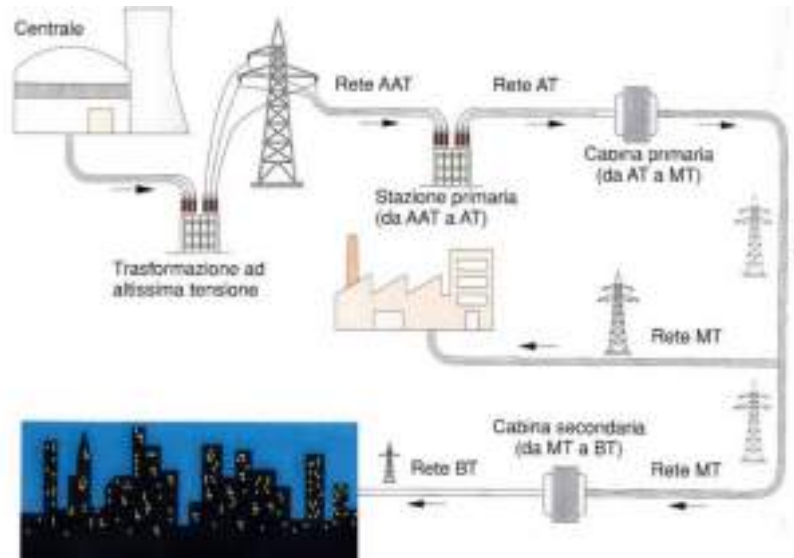 Centrale
Rete AAT
Rete AT
Cabina primaria
(da AT a MT)
Stazione primaria
(da AAT a AT)
Trasformazione ad
altissima tensione
Rete MT
Cabina secondaria
(da MT a BT)
Rete BT
Rete MT